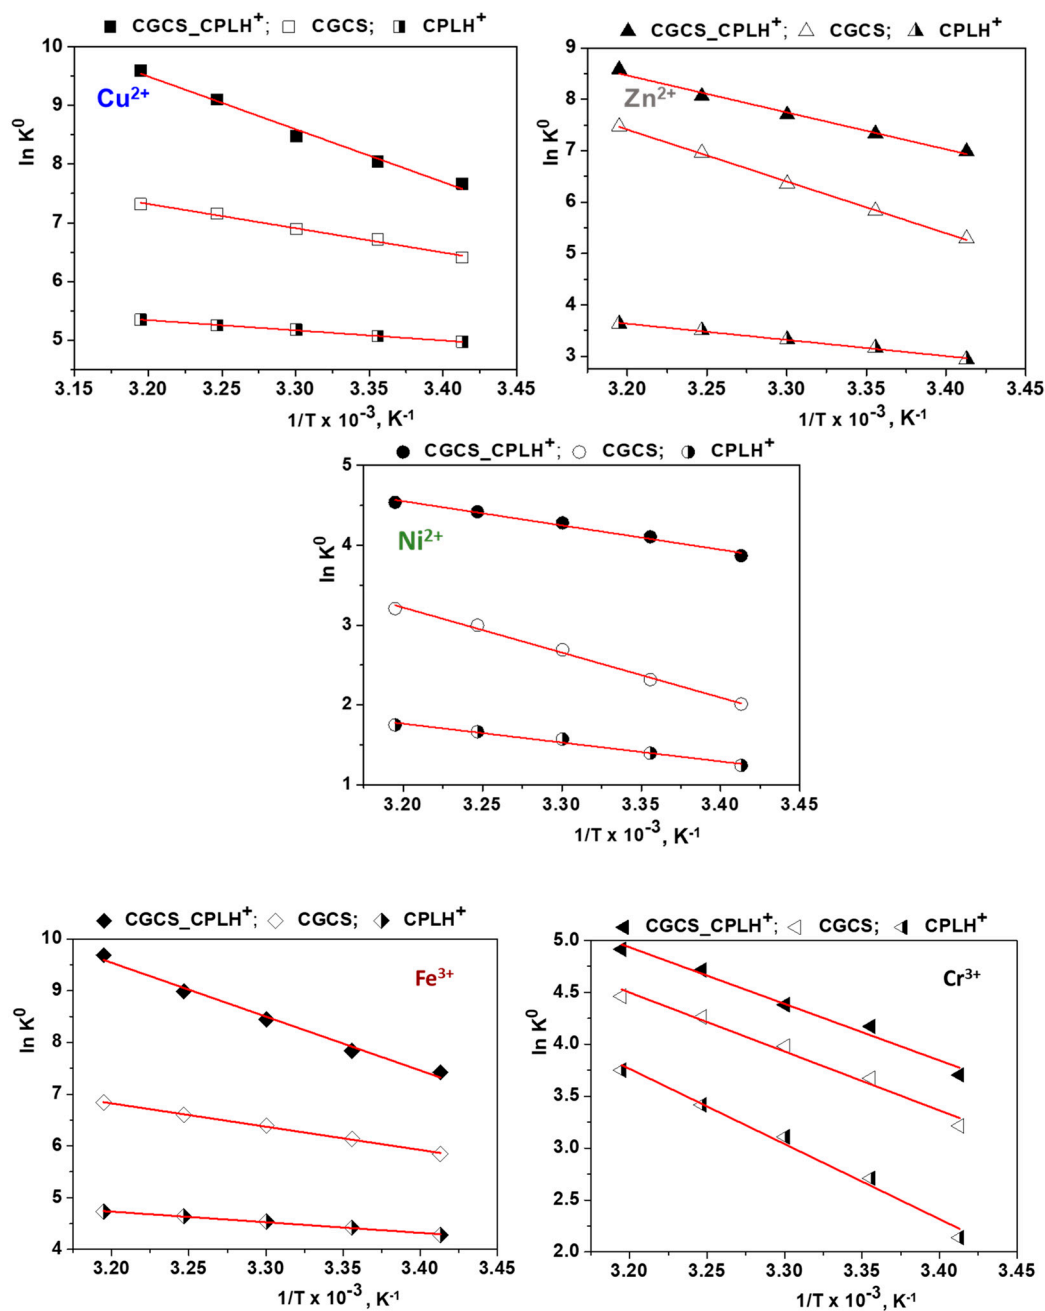 CGCS_CPLH⁺; CGCS; CPLH⁺
10
9
8
7
6
5
ln K⁰
Cu²⁺
3.15 3.20 3.25 3.30 3.35 3.40 3.45
1/T x 10⁻³, K⁻¹
CGCS_CPLH⁺; CGCS; CPLH⁺
9
8
7
6
5
4
3
ln K⁰
Zn²⁺
3.20 3.25 3.30 3.35 3.40 3.45
1/T x 10⁻³, K⁻¹
CGCS_CPLH⁺; CGCS; CPLH⁺
5
4
3
2
1
ln K⁰
Ni²⁺
3.20 3.25 3.30 3.35 3.40 3.45
1/T x 10⁻³, K⁻¹
CGCS_CPLH⁺; CGCS; CPLH⁺
10
9
8
7
6
5
4
ln K⁰
Fe³⁺
3.20 3.25 3.30 3.35 3.40 3.45
1/T x 10⁻³, K⁻¹
CGCS_CPLH⁺; CGCS; CPLH⁺
5.0
4.5
4.0
3.5
3.0
2.5
2.0
ln K⁰
Cr³⁺
3.20 3.25 3.30 3.35 3.40 3.45
1/T x 10⁻³, K⁻¹